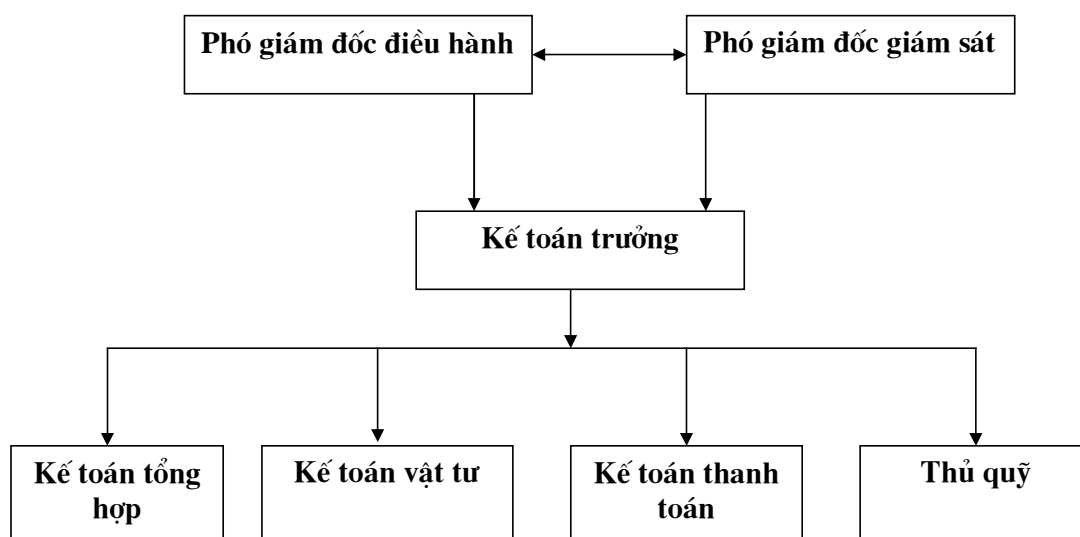 Phó giám đốc điều hành
Phó giám đốc giám sát
Kế toán trưởng
Kế toán tổng
hợp
Kế toán vật tư
Kế toán thanh
toán
Thủ quỹ